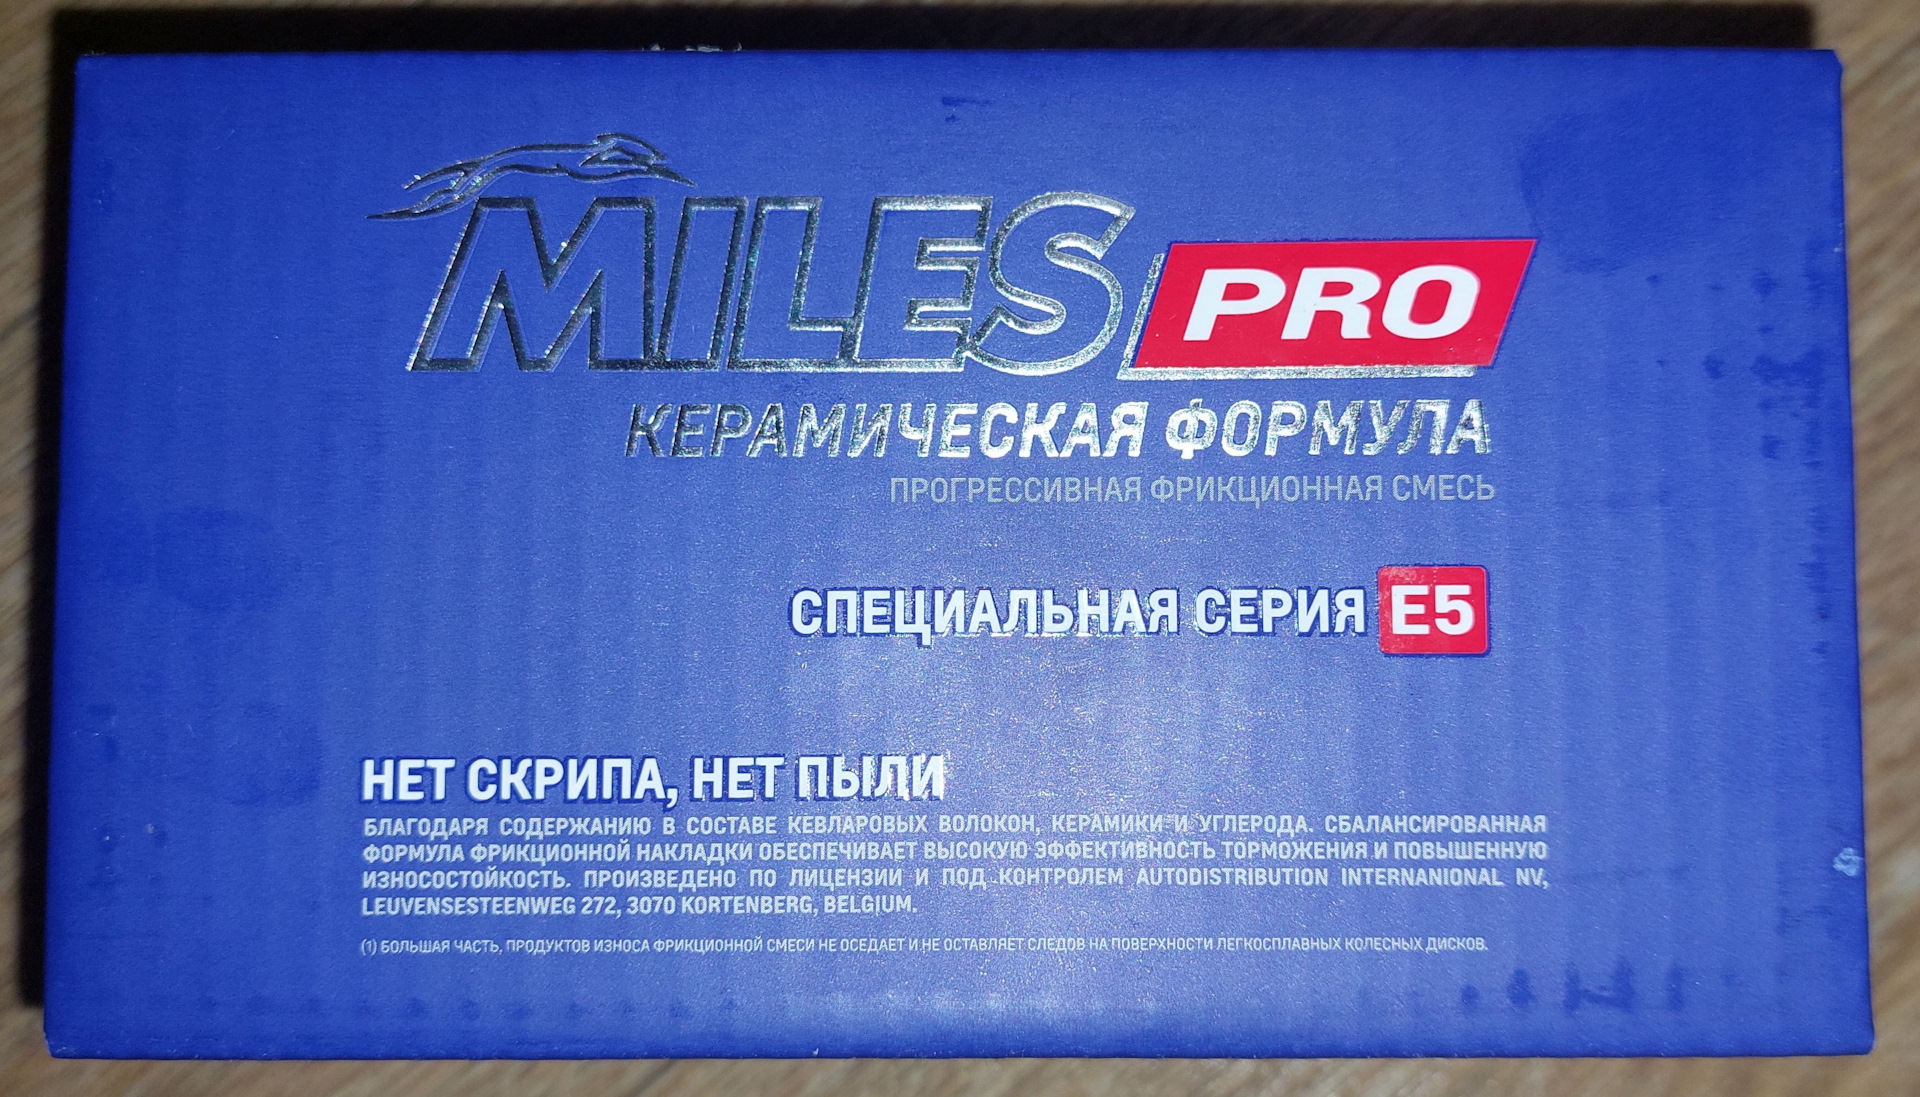 MILES PRO
КЕРАМИЧЕСКАЯ ФОРМУЛА
ПРОГРЕССИВНАЯ ФРИКЦИОННАЯ СМЕСЬ
СПЕЦИАЛЬНАЯ СЕРИЯ E5
НЕТ СКРИПА, НЕТ ПЫЛИ
БЛАГОДАРЯ СОДЕРЖАНИЮ В СОСТАВЕ КЕВЛАРОВЫХ ВОЛОКОН, КЕРАМИКИ И УГЛЕРОДА. СБАЛАНСИРОВАННАЯ
ФОРМУЛА ФРИКЦИОННОЙ НАКЛАДКИ ОБЕСПЕЧИВАЕТ ВЫСОКУЮ ЭФФЕКТИВНОСТЬ ТОРМОЖЕНИЯ И ПОВЫШЕННУЮ
ИЗНОСОСТОЙКОСТЬ. ПРОИЗВЕДЕНО ПО ЛИЦЕНЗИИ И ПОД КОНТРОЛЕМ AUTODISTRIBUTION INTERNANIONAL NV,
LEUVENSESTEENWEG 272, 3070 KORTENBERG, BELGIUM.
(1) БОЛЬШАЯ ЧАСТЬ, ПРОДУКТОВ ИЗНОСА ФРИКЦИОННОЙ СМЕСИ НЕ ОСЕДАЕТ И НЕ ОСТАВЛЯЕТ СЛЕДОВ НА ПОВЕРХНОСТИ ЛЕГКОСПЛАВНЫХ КОЛЕСНЫХ ДИСКОВ.